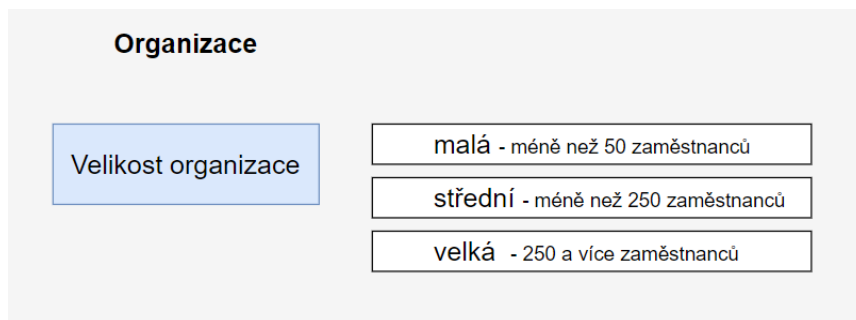 Organizace
Velikost organizace
malá - méně než 50 zaměstnanců
střední - méně než 250 zaměstnanců
velká - 250 a více zaměstnanců